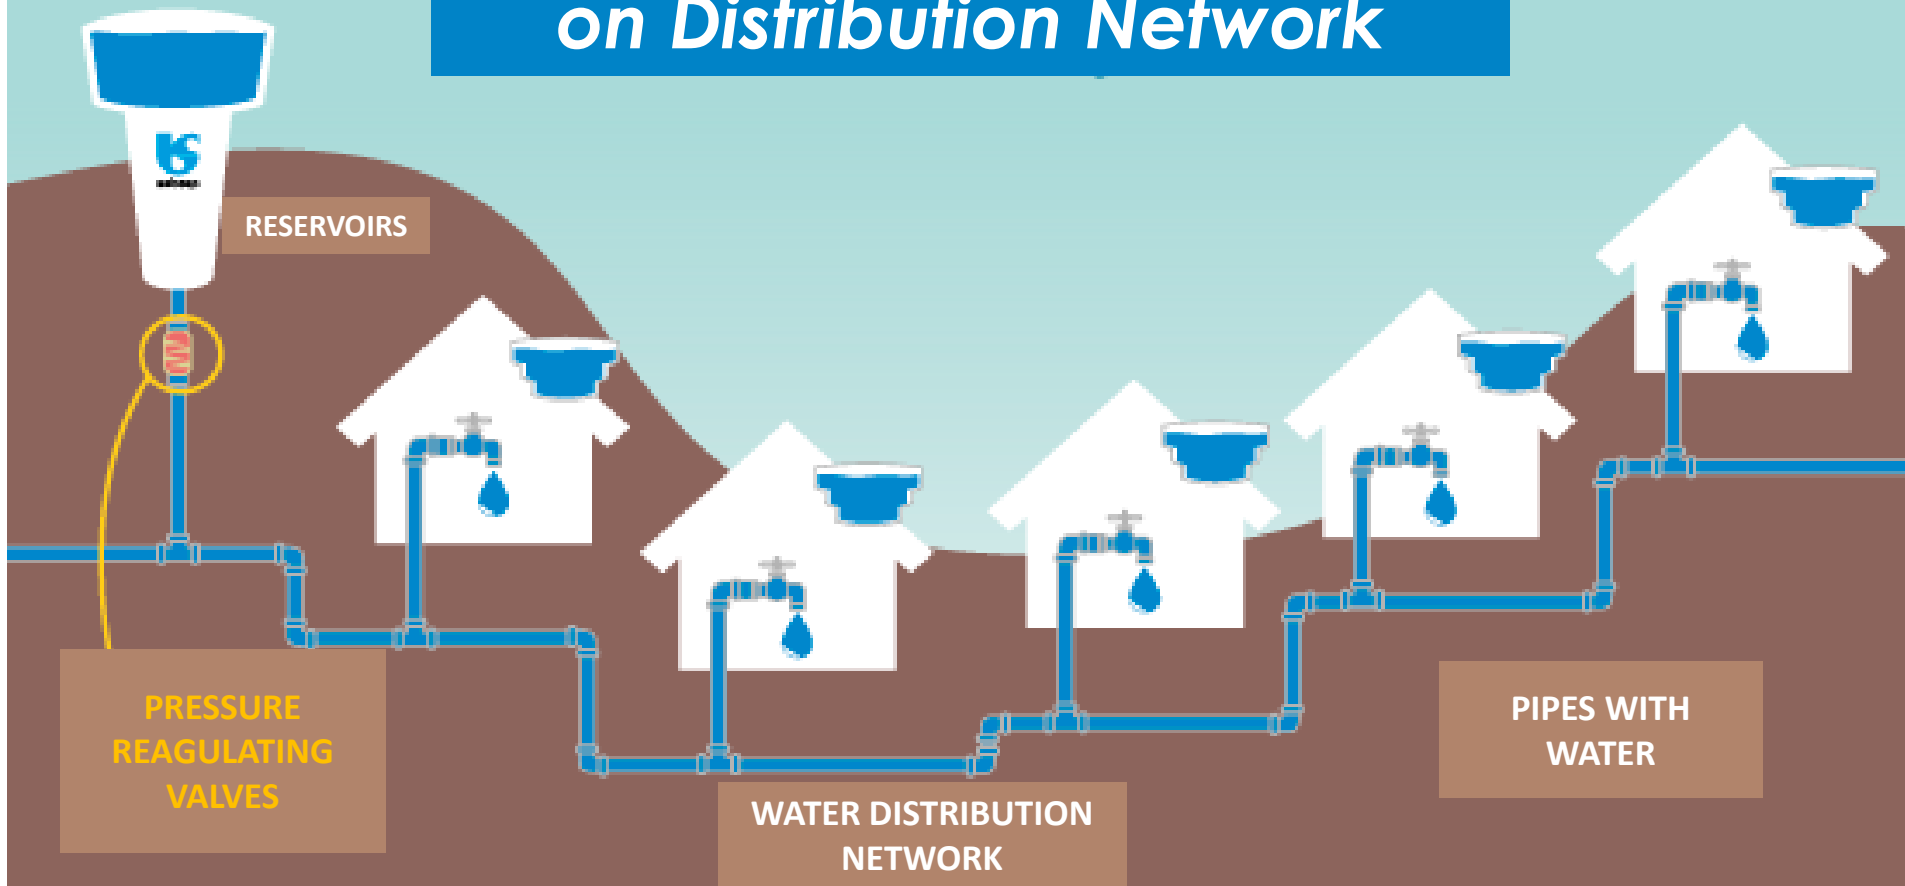 on Distribution Network
RESERVOIRS
PRESSURE
REAGULATING
VALVES
WATER DISTRIBUTION
NETWORK
PIPES WITH
WATER